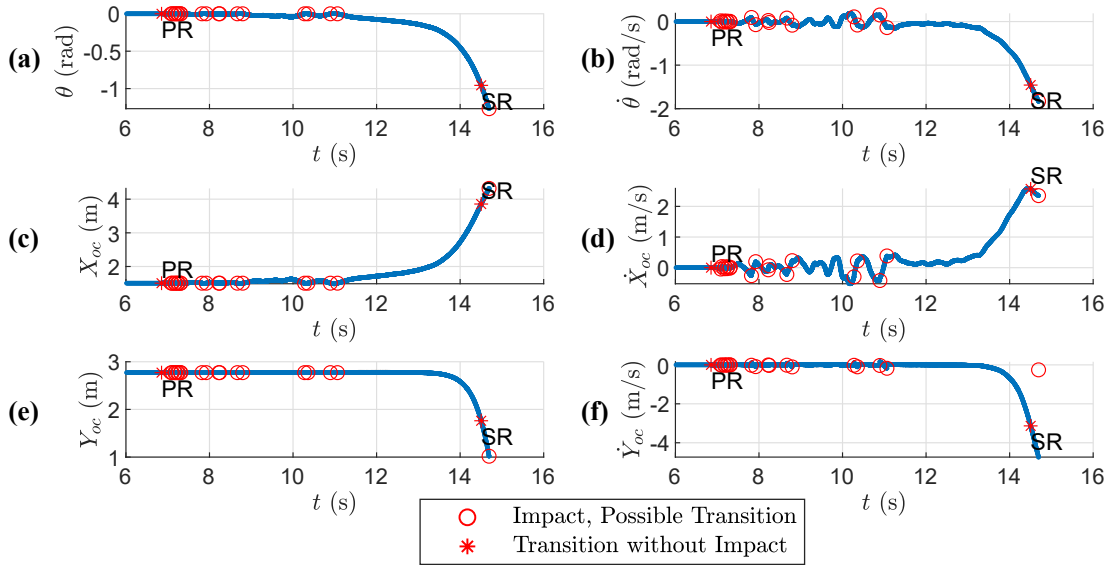 (a)
θ (rad)
0
-0.5
-1
PR
SR
6 8 10 12 14 16
t (s)
(b)
θ̇ (rad/s)
0
-1
-2
PR
SR
6 8 10 12 14 16
t (s)
(c)
X_oc (m)
4
3
2
PR
SR
6 8 10 12 14 16
t (s)
(d)
Ẋ_oc (m/s)
2
0
PR
SR
6 8 10 12 14 16
t (s)
(e)
Y_oc (m)
3
2
1
PR
SR
6 8 10 12 14 16
t (s)
(f)
Ẏ_oc (m/s)
0
-2
-4
PR
SR
6 8 10 12 14 16
t (s)
Impact, Possible Transition
Transition without Impact